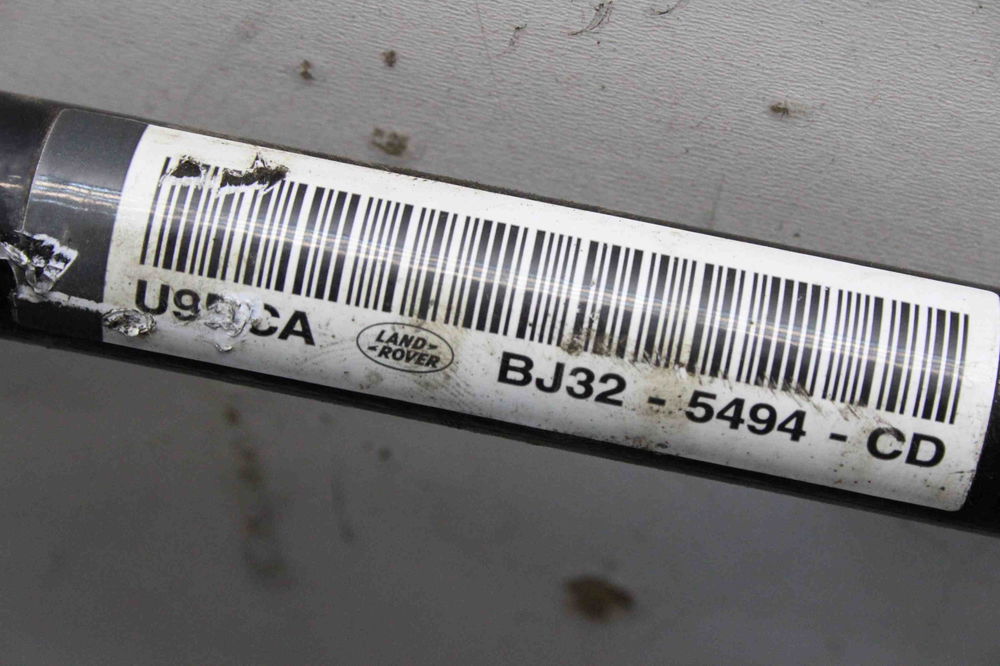 LAND-
-ROVER
BJ32 - 5494 - CD